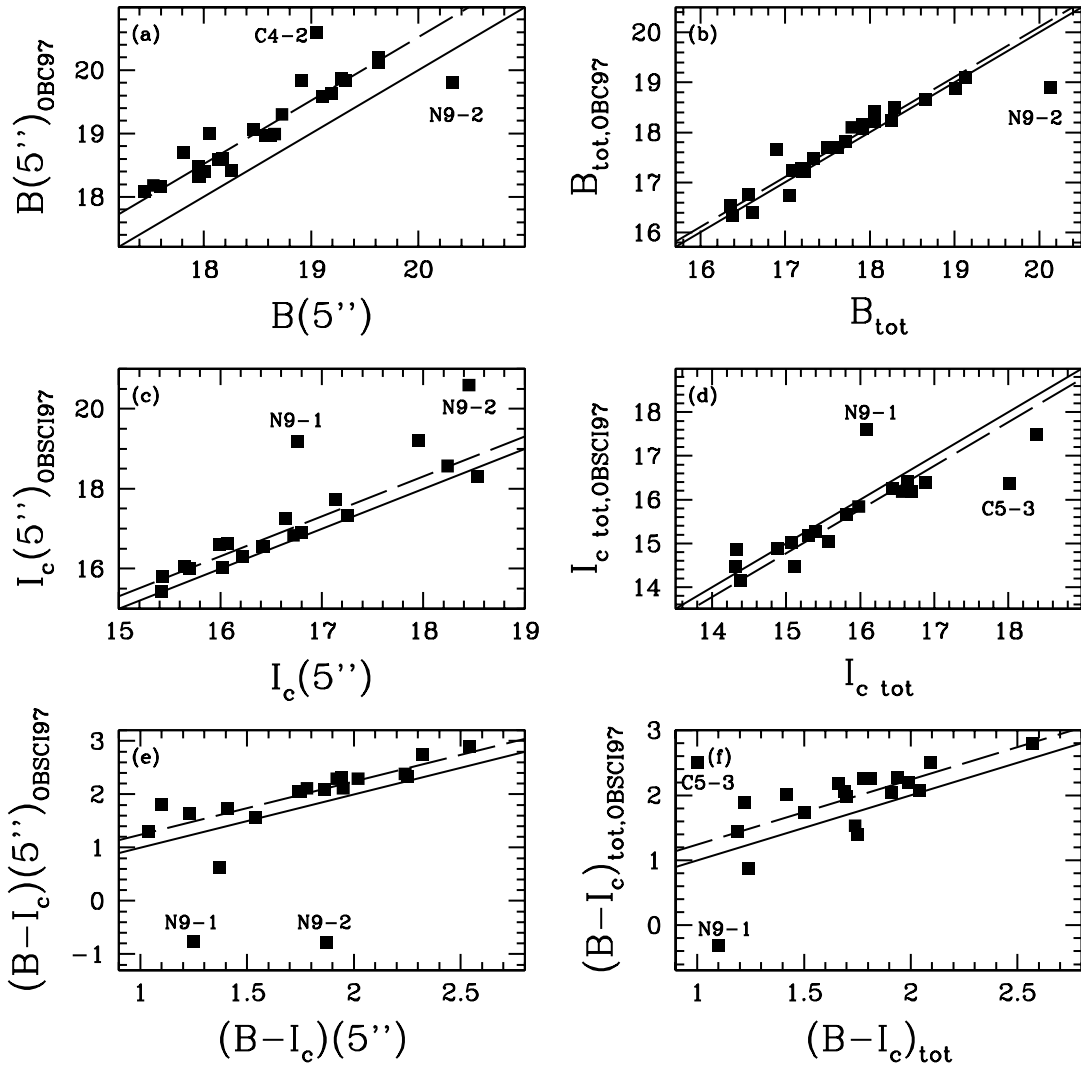 (a)
C4-2
N9-2
20
19
18
18
19
20
B(5'')OBC97
B(5'')
(b)
N9-2
20
19
18
17
16
16
17
18
19
20
Btot,OBC97
Btot
(c)
N9-1
N9-2
20
18
16
15
16
17
18
19
Ic(5'')OBSCI97
Ic(5'')
(d)
N9-1
C5-3
18
17
16
15
14
14
15
16
17
18
Ic tot,OBSCI97
Ic tot
(e)
N9-1
N9-2
3
2
1
0
-1
1
1.5
2
2.5
(B-Ic)(5'')OBSCI97
(B-Ic)(5'')
(f)
C5-3
N9-1
3
2
1
0
1
1.5
2
2.5
(B-Ic)tot,OBSCI97
(B-Ic)tot